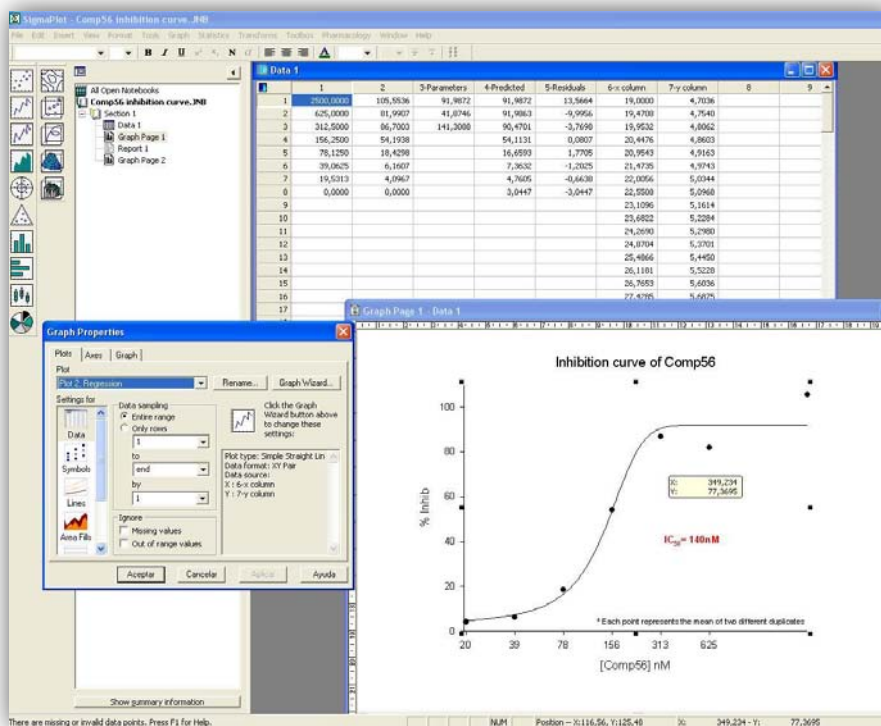 SigmaPlot - Comp56 inhibition curve.JNB
File Edit Insert View Format Tools Graph Statistics Transforms Toolbox Pharmacology Window Help
B I U N
All Open Notebooks
Comp56 inhibition curve.JNB
Section 1
Data 1
Graph Page 1
Report 1
Graph Page 2
Show summary information
Data 1
1 2 3-Parameters 4-Predicted 5-Residuals 6-x column 7-y column 8 9
1 2500,0000 105,5536 91,9872 91,9872 13,5664 19,0000 4,7036
2 625,0000 81,9907 41,8746 91,9863 -9,9956 19,4708 4,7540
3 312,5000 86,7003 141,3000 90,4701 -3,7698 19,9532 4,8062
4 156,2500 54,1938 54,1131 0,0807 20,4476 4,8603
5 78,1250 18,4298 16,6593 1,7705 20,9543 4,9163
6 39,0625 6,1607 7,3632 -1,2025 21,4735 4,9743
7 19,5313 4,0967 4,7605 -0,6638 22,0056 5,0344
8 0,0000 0,0000 3,0447 -3,0447 22,5508 5,0968
9 23,1096 5,1614
10 23,6822 5,2284
11 24,2690 5,2980
12 24,8704 5,3701
13 25,4866 5,4450
14 26,1181 5,5228
15 26,7653 5,6036
16 27,4285 5,6875
17
Graph Properties
Plots Axes Graph
Plot
Plot 2, Regression
Rename...
Graph Wizard...
Settings for
Data
Symbols
Lines
Area Fills
Data sampling
Entire range
Only rows
1
to
end
by
1
Ignore
Missing values
Out of range values
Click the Graph
Wizard button above
to change these
settings:
Plot type: Simple Straight Lin
Data format: XY Pair
Data source:
X : 6-x column
Y : 7-y column
Aceptar Cancelar Aplicar Ayuda
Graph Page 1 - Data 1
Inhibition curve of Comp56
% Inhib
100
80
60
40
20
0
X: 349,234
Y: 77,3695
IC50= 140nM
* Each point represents the mean of two different duplicates
20 39 78 156 313 625
[Comp56] nM
There are missing or invalid data points. Press F1 for Help.
NUM
Position -- X:116.56, Y:125.48
X: 349,234 - Y: 77,3695